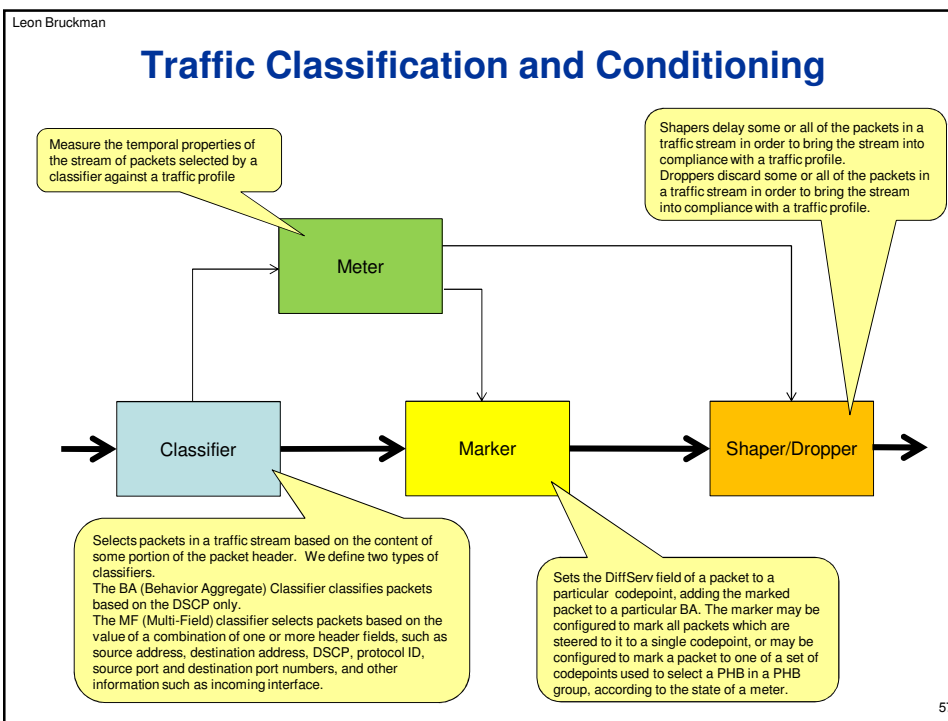 Leon Bruckman
Traffic Classification and Conditioning
Measure the temporal properties of
the stream of packets selected by a
classifier against a traffic profile
Shapers delay some or all of the packets in a
traffic stream in order to bring the stream into
compliance with a traffic profile.
Droppers discard some or all of the packets in
a traffic stream in order to bring the stream
into compliance with a traffic profile.
Meter
Classifier
Marker
Shaper/Dropper
Selects packets in a traffic stream based on the content of
some portion of the packet header. We define two types of
classifiers.
The BA (Behavior Aggregate) Classifier classifies packets
based on the DSCP only.
The MF (Multi-Field) classifier selects packets based on the
value of a combination of one or more header fields, such as
source address, destination address, DSCP, protocol ID,
source port and destination port numbers, and other
information such as incoming interface.
Sets the DiffServ field of a packet to a
particular codepoint, adding the marked
packet to a particular BA. The marker may be
configured to mark all packets which are
steered to it to a single codepoint, or may be
configured to mark a packet to one of a set of
codepoints used to select a PHB in a PHB
group, according to the state of a meter.